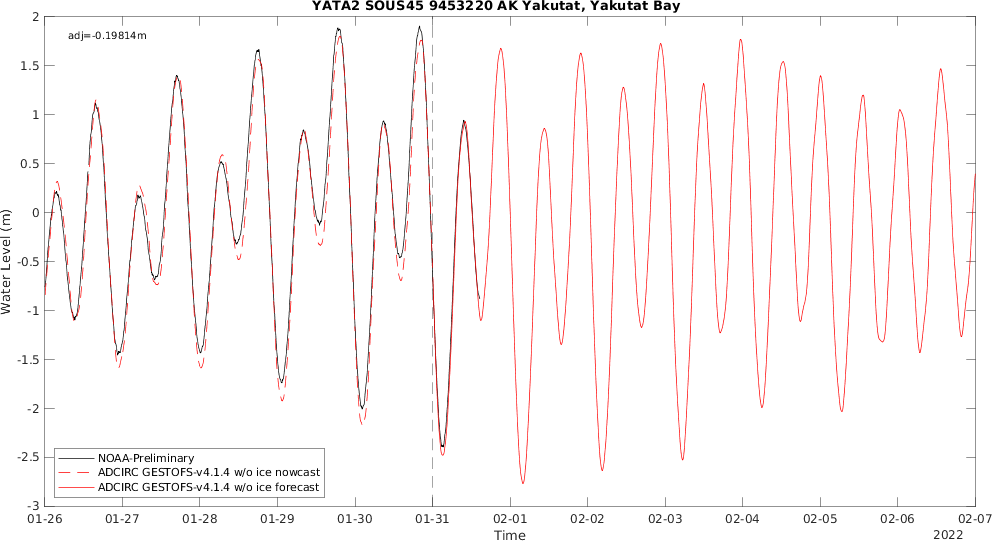 YATA2 SOUS45 9453220 AK Yakutat, Yakutat Bay
adj=-0.19814m
2
1.5
1
0.5
0
-0.5
-1
-1.5
-2
-2.5
-3
Water Level (m)
NOAA-Preliminary
ADCIRC GESTOFS-v4.1.4 w/o ice nowcast
ADCIRC GESTOFS-v4.1.4 w/o ice forecast
01-26 01-27 01-28 01-29 01-30 01-31 02-01 02-02 02-03 02-04 02-05 02-06 02-07
Time
2022